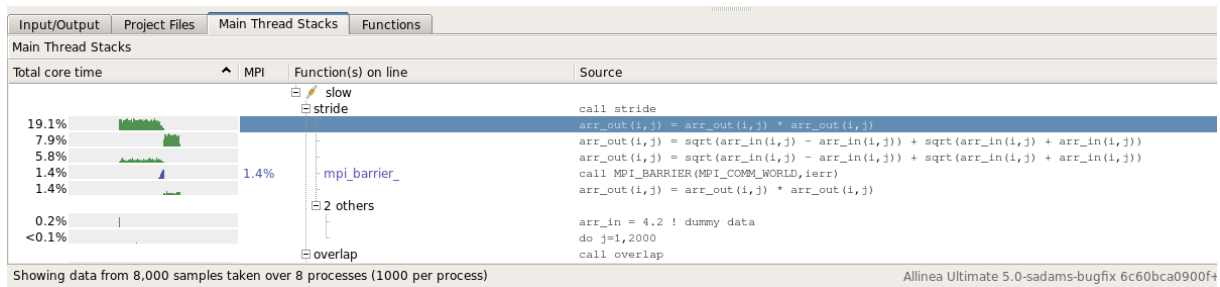 Input/Output Project Files Main Thread Stacks Functions
Main Thread Stacks
Total core time ^ MPI Function(s) on line Source
slow
stride call stride
19.1% arr_out(i,j) = arr_out(i,j) * arr_out(i,j)
7.9% arr_out(i,j) = sqrt(arr_in(i,j) - arr_in(i,j)) + sqrt(arr_in(i,j) + arr_in(i,j))
5.8% arr_out(i,j) = sqrt(arr_in(i,j) - arr_in(i,j)) + sqrt(arr_in(i,j) + arr_in(i,j))
1.4% 1.4% mpi_barrier_ call MPI_BARRIER(MPI_COMM_WORLD,ierr)
1.4% arr_out(i,j) = arr_out(i,j) * arr_out(i,j)
2 others
0.2% arr_in = 4.2 ! dummy data
<0.1% do j=1,2000
overlap call overlap
Showing data from 8,000 samples taken over 8 processes (1000 per process) Allinea Ultimate 5.0-sadams-bugfix 6c60bca0900f+